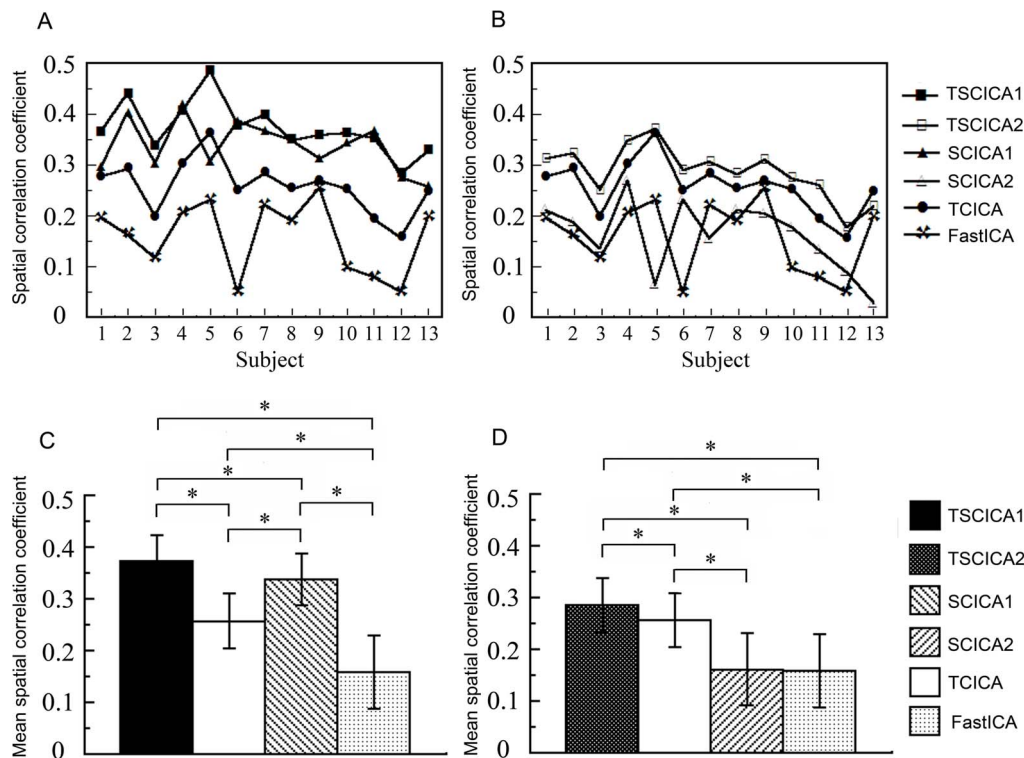 A
B
Spatial correlation coefficient
0.5
0.4
0.3
0.2
0.1
0
1 2 3 4 5 6 7 8 9 10 11 12 13
Subject
Spatial correlation coefficient
0.5
0.4
0.3
0.2
0.1
0
1 2 3 4 5 6 7 8 9 10 11 12 13
Subject
TSCICA1
TSCICA2
SCICA1
SCICA2
TCICA
FastICA
C
Mean spatial correlation coefficient
0.5
0.4
0.3
0.2
0.1
0
*
*
*
*
*
*
D
Mean spatial correlation coefficient
0.5
0.4
0.3
0.2
0.1
0
*
*
*
*
*
TSCICA1
TSCICA2
SCICA1
SCICA2
TCICA
FastICA